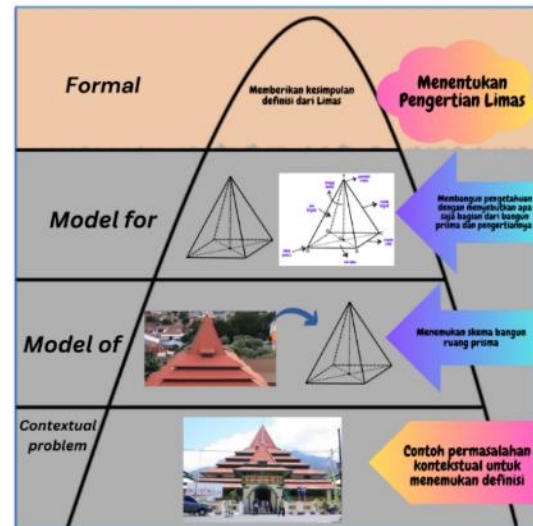 Formal
Memberikan kesimpulan
definisi dari Limas
Menentukan
Pengertian Limas
Model for
Membangun pengetahuan
dengan menyebutkan apa
saja bagian dari bangun
prisma dan pengertiannya
Model of
Menemukan skema bangun
ruang prisma
Contextual
problem
Contoh permasalahan
kontekstual untuk
menemukan definisi